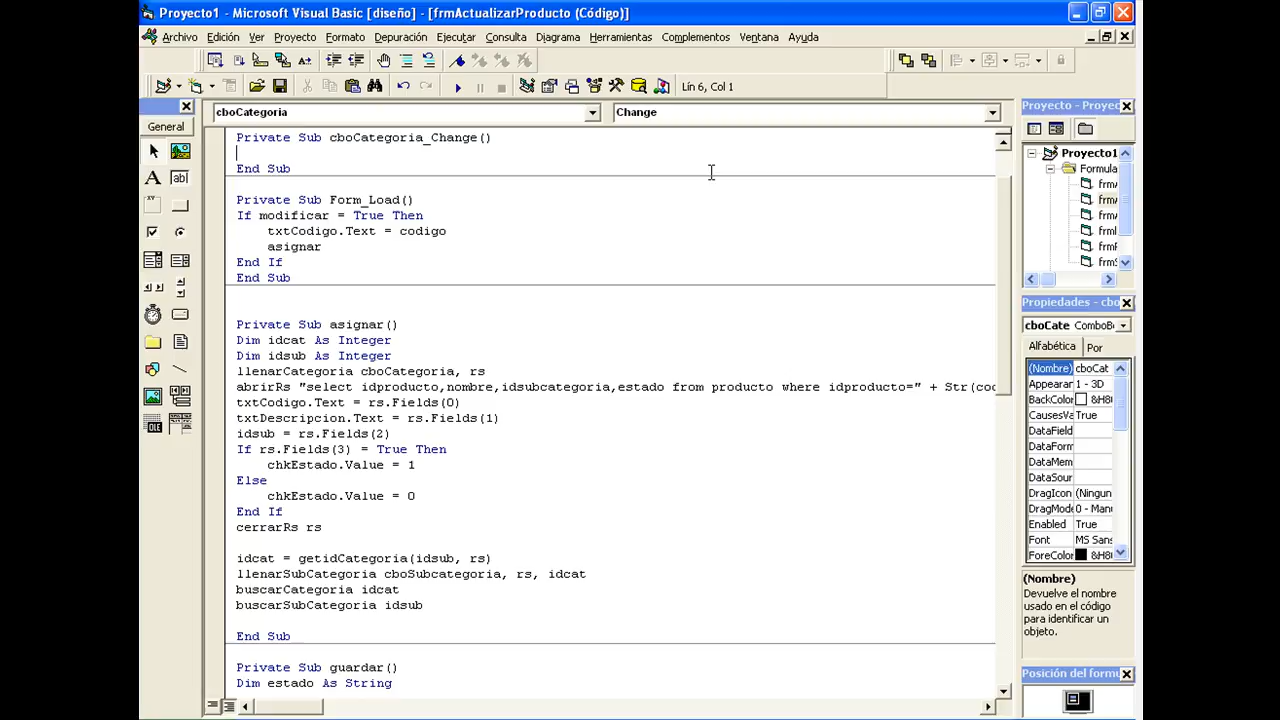 Proyecto1 - Microsoft Visual Basic [diseño] - [frmActualizarProducto (Código)]
Archivo Edición Ver Proyecto Formato Depuración Ejecutar Consulta Diagrama Herramientas Complementos Ventana Ayuda
Lín 6, Col 1
cboCategoria Change
General
Private Sub cboCategoria_Change()
End Sub
Private Sub Form_Load()
If modificar = True Then
txtCodigo.Text = codigo
asignar
End If
End Sub
Private Sub asignar()
Dim idcat As Integer
Dim idsub As Integer
llenarCategoria cboCategoria, rs
abrirRs "select idproducto,nombre,idsubcategoria,estado from producto where idproducto=" + Str(coc
txtCodigo.Text = rs.Fields(0)
txtDescripcion.Text = rs.Fields(1)
idsub = rs.Fields(2)
If rs.Fields(3) = True Then
chkEstado.Value = 1
Else
chkEstado.Value = 0
End If
cerrarRs rs
idcat = getidCategoria(idsub, rs)
llenarSubCategoria cboSubcategoria, rs, idcat
buscarCategoria idcat
buscarSubCategoria idsub
End Sub
Private Sub guardar()
Dim estado As String
Proyecto - Proyec
Proyecto1
Formula
frmA
frmA
frmA
frmI
frmF
frmS
Propiedades - cbo
cboCate ComboBo
Alfabética Por
(Nombre) cboCat
Appearan 1 - 3D
BackColor &H8
CausesVa True
DataField
DataForm
DataMem
DataSour
DragIcon (Ningun
DragMode 0 - Manu
Enabled True
Font MS Sans
ForeColor &H8
(Nombre)
Devuelve el nombre
usado en el código
para identificar un
objeto.
Posición del formu